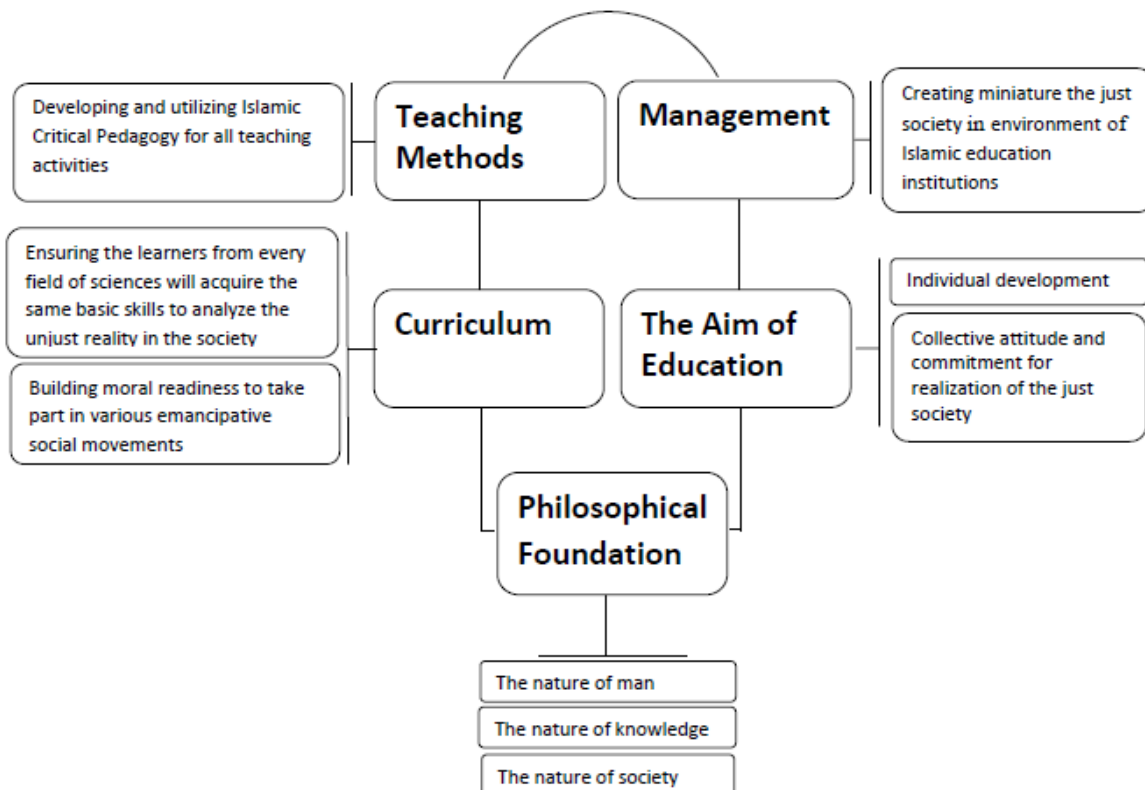 Developing and utilizing Islamic
Critical Pedagogy for all teaching
activities
Teaching
Methods
Management
Creating miniature the just
society in environment of
Islamic education
institutions
Ensuring the learners from every
field of sciences will acquire the
same basic skills to analyze the
unjust reality in the society
Building moral readiness to take
part in various emancipative
social movements
Curriculum
The Aim of
Education
Individual development
Collective attitude and
commitment for
realization of the just
society
Philosophical
Foundation
The nature of man
The nature of knowledge
The nature of society